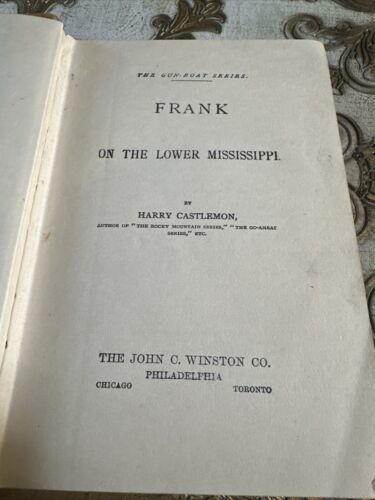 THE GUN-BOAT SERIES.
FRANK
ON THE LOWER MISSISSIPPI.
BY
HARRY CASTLEMON,
AUTHOR OF "THE ROCKY MOUNTAIN SERIES," "THE GO-AHEAD
SERIES," ETC.
THE JOHN C. WINSTON CO.
PHILADELPHIA
CHICAGO TORONTO